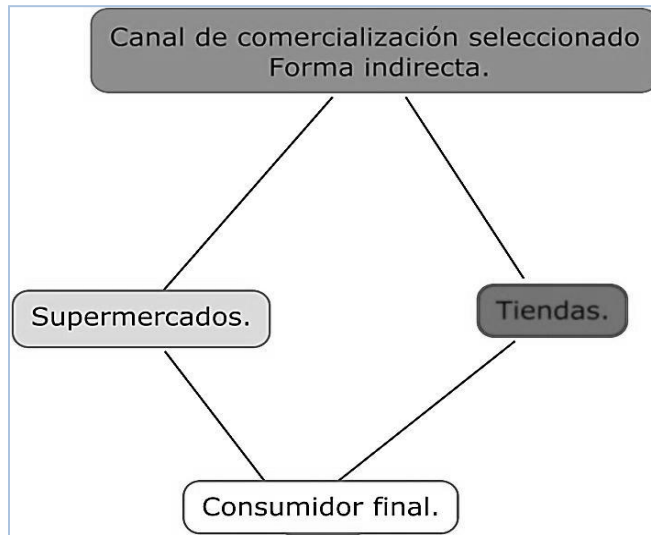 Canal de comercialización seleccionado
Forma indirecta.
Supermercados.
Tiendas.
Consumidor final.